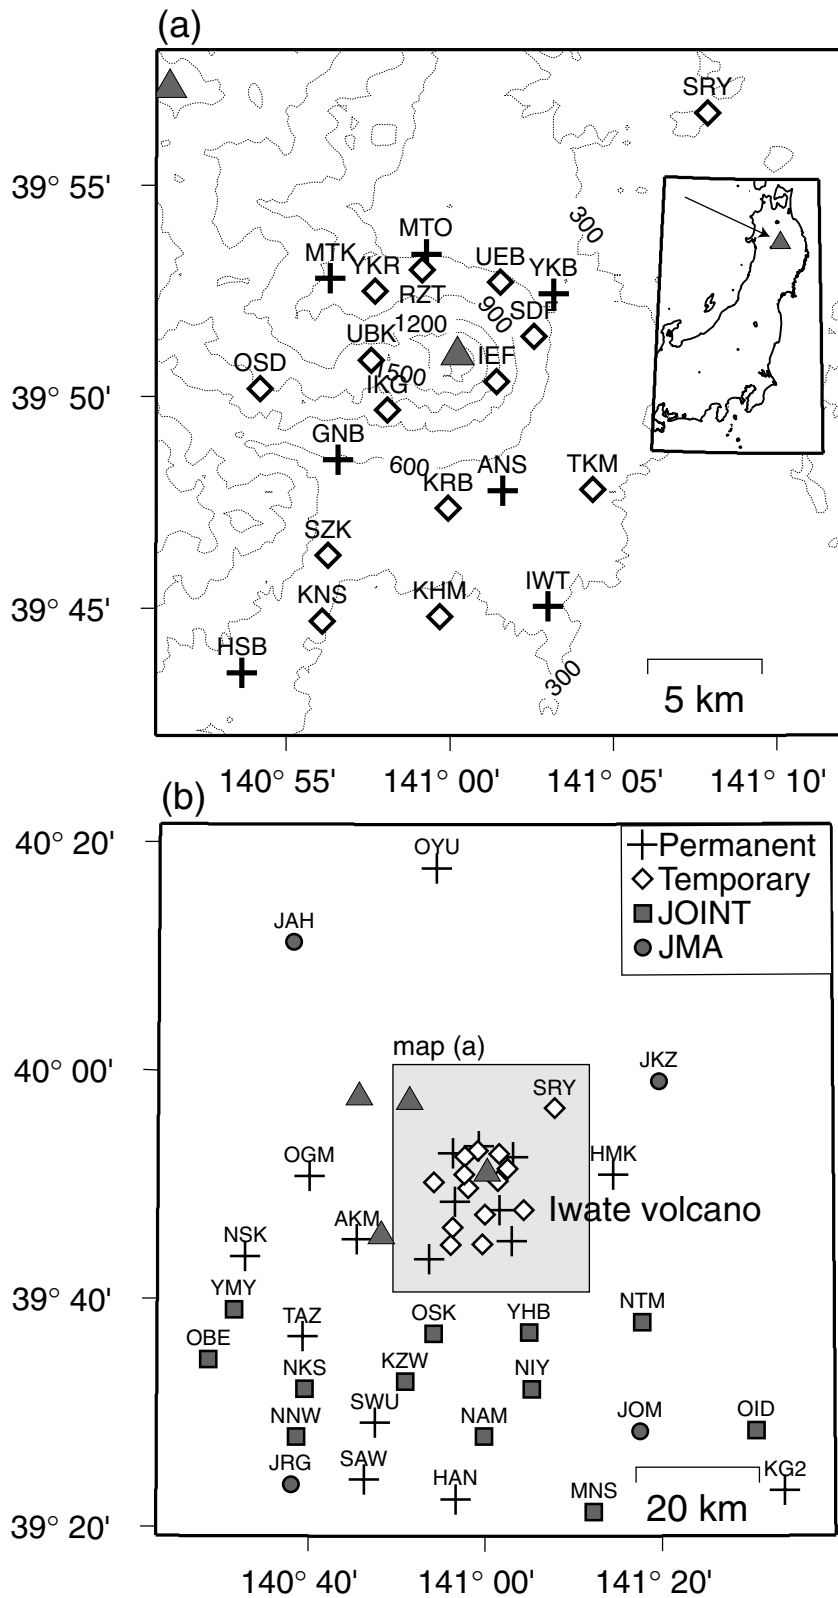 (a)
SRY
39° 55'
300
MTO
MTK
YKR
UEB
YKB
RZT
900
SDF
1200
UBK
IEF
OSD
1500
IKG
39° 50'
GNB
600
ANS
TKM
KRB
SZK
IWT
KNS
KHM
39° 45'
HSB
300
5 km
140° 55' 141° 00' 141° 05' 141° 10'
(b)
40° 20'
OYU
Permanent
Temporary
JAH
JOINT
JMA
map (a)
JKZ
40° 00'
SRY
OGM
HMK
AKM
Iwate volcano
NSK
YMY
39° 40'
OSK
YHB
NTM
TAZ
OBE
NKS
KZW
NIY
SWU
NNW
NAM
JOM
OID
JRG
SAW
HAN
KG2
MNS
20 km
39° 20'
140° 40' 141° 00' 141° 20'